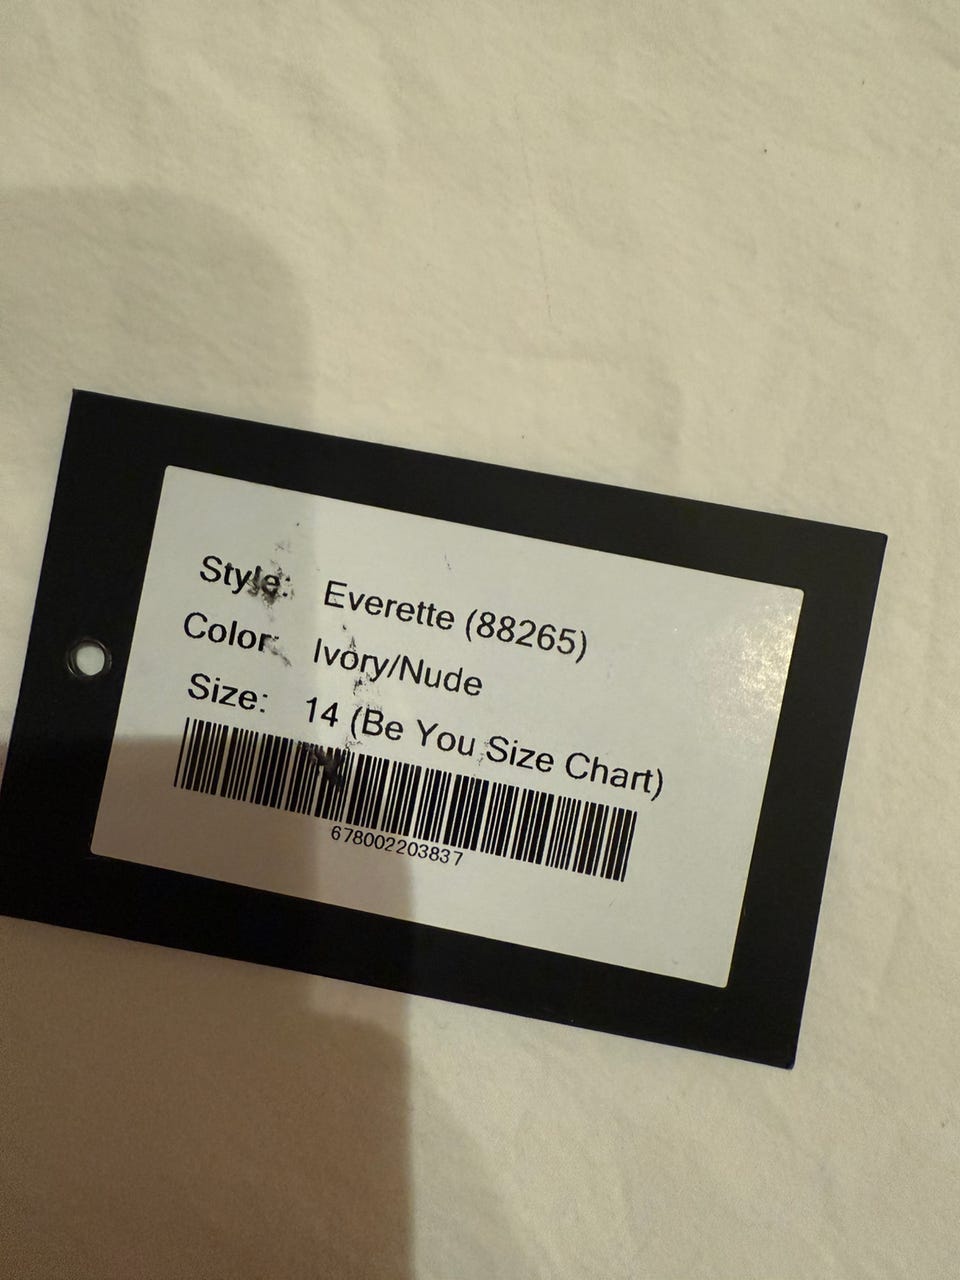 Style: Everette (88265)
Color: Ivory/Nude
Size: 14 (Be You Size Chart)
678002203837